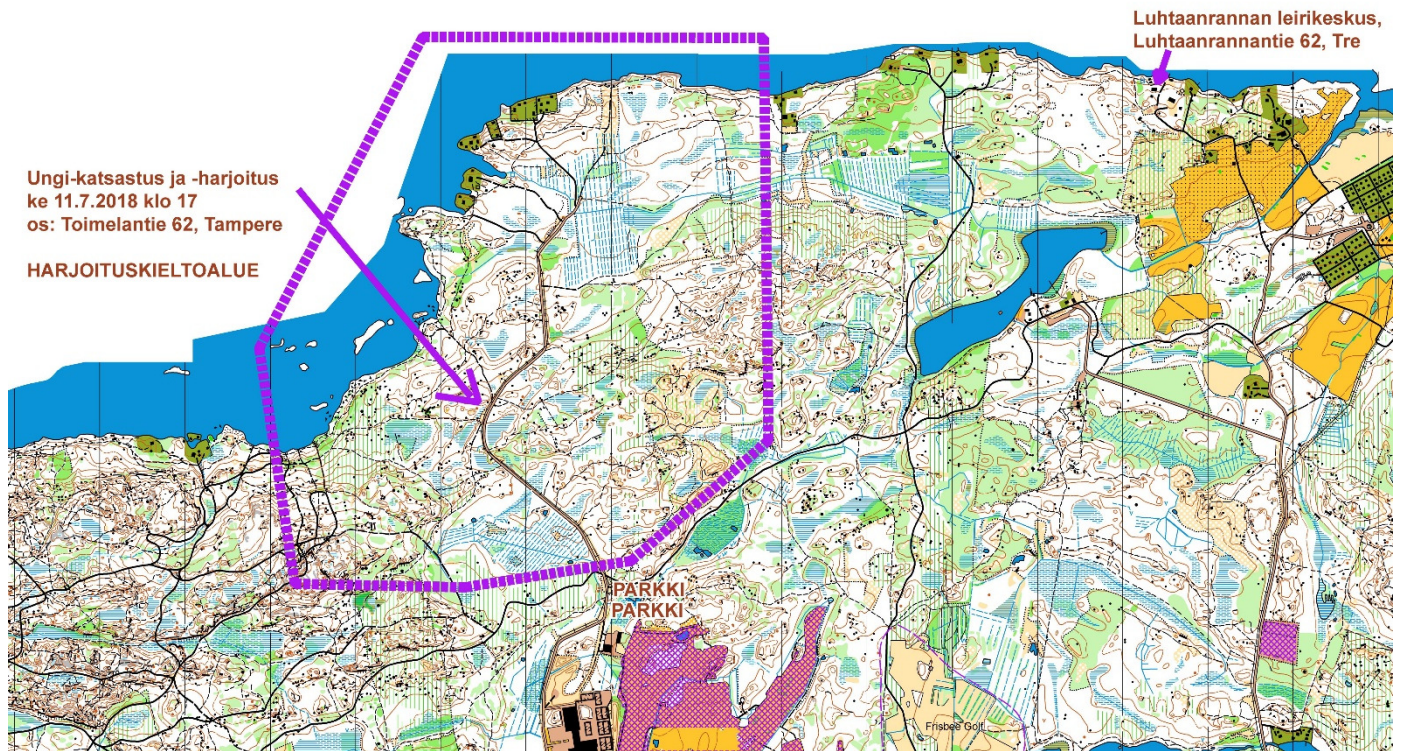 Luhtaanrannan leirikeskus,
Luhtaanrannantie 62, Tre
Ungi-katsastus ja -harjoitus
ke 11.7.2018 klo 17
os: Toimelantie 62, Tampere
HARJOITUSKIELTOALUE
PARKKI
PARKKI
Frisbee Golf